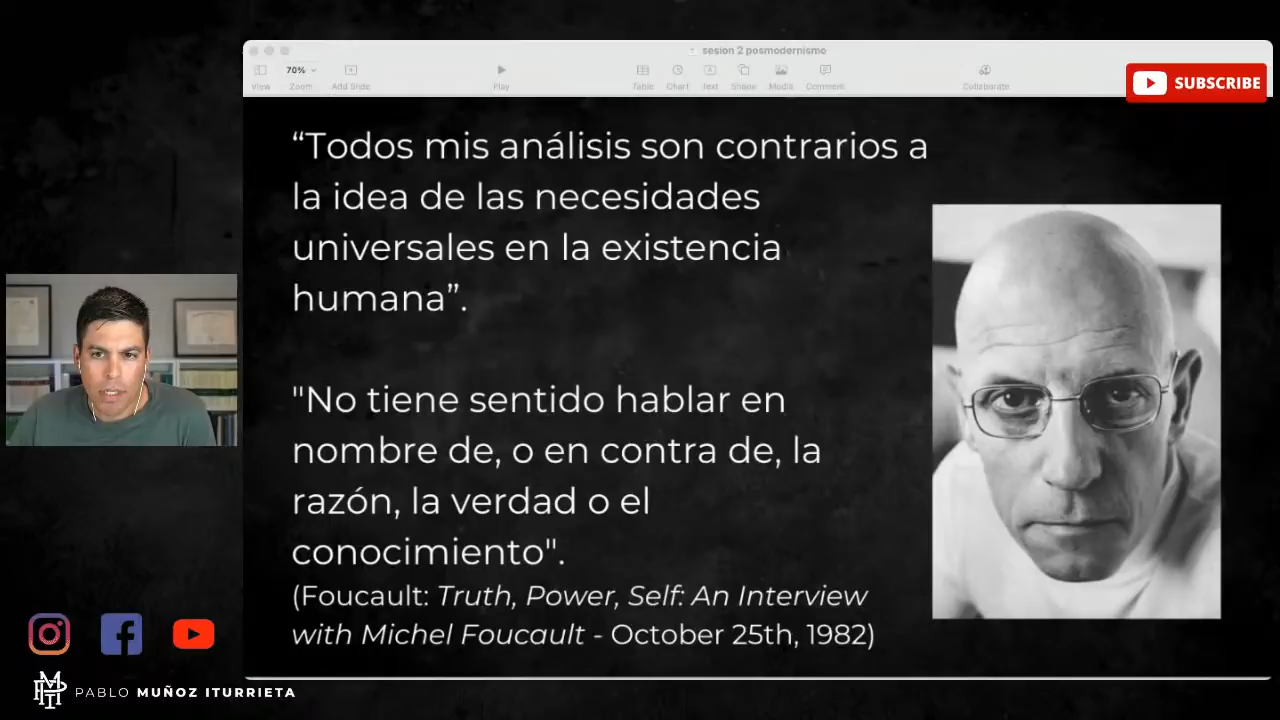 sesion 2 posmodernismo
70%
View
Zoom
Add Slide
Play
Table
Chart
Text
Shape
Media
Comment
Collaborate
SUBSCRIBE
“Todos mis análisis son contrarios a
la idea de las necesidades
universales en la existencia
humana”.
"No tiene sentido hablar en
nombre de, o en contra de, la
razón, la verdad o el
conocimiento".
(Foucault: Truth, Power, Self: An Interview
with Michel Foucault - October 25th, 1982)
PABLO MUÑOZ ITURRIETA